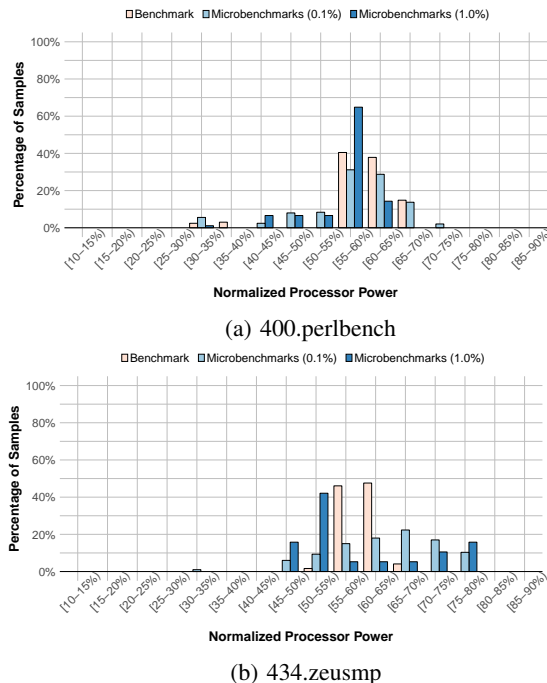 Benchmark Microbenchmarks (0.1%) Microbenchmarks (1.0%)
100%
80%
60%
40%
20%
0%
Percentage of Samples
[10–15%) [15–20%) [20–25%) [25–30%) [30–35%) [35–40%) [40–45%) [45–50%) [50–55%) [55–60%) [60–65%) [65–70%) [70–75%) [75–80%) [80–85%) [85–90%)
Normalized Processor Power
(a) 400.perlbench
Benchmark Microbenchmarks (0.1%) Microbenchmarks (1.0%)
100%
80%
60%
40%
20%
0%
Percentage of Samples
[10–15%) [15–20%) [20–25%) [25–30%) [30–35%) [35–40%) [40–45%) [45–50%) [50–55%) [55–60%) [60–65%) [65–70%) [70–75%) [75–80%) [80–85%) [85–90%)
Normalized Processor Power
(b) 434.zeusmp